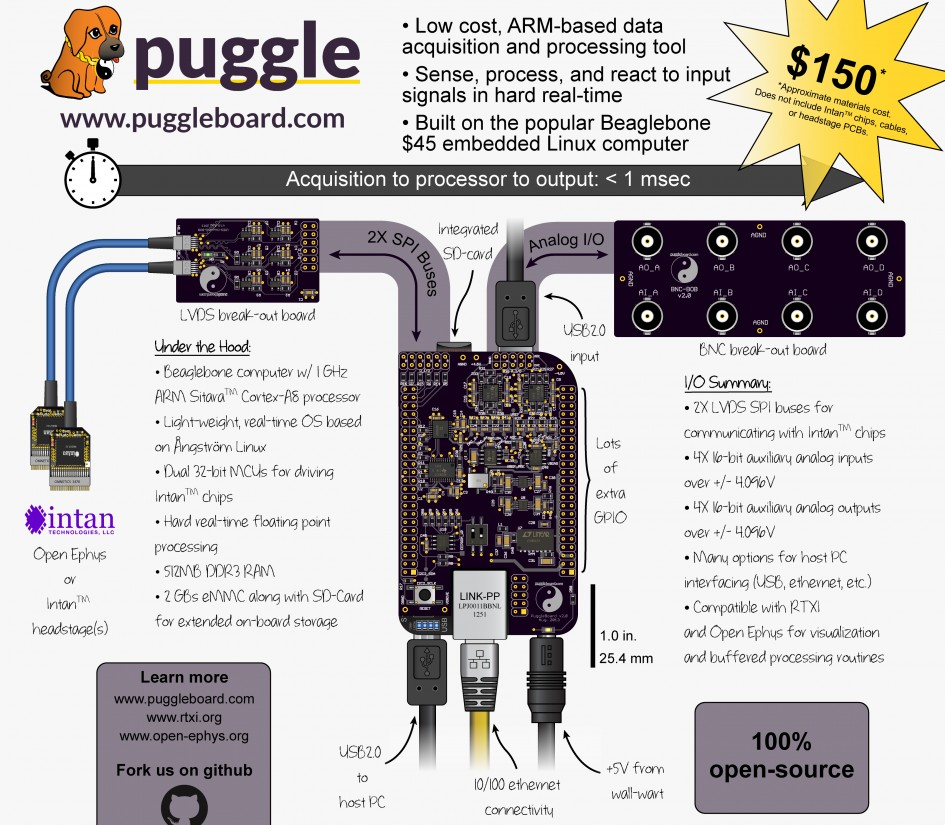 puggle
www.puggleboard.com
• Low cost, ARM-based data
acquisition and processing tool
• Sense, process, and react to input
signals in hard real-time
• Built on the popular Beaglebone
$45 embedded Linux computer
$150*
*Approximate materials cost.
Does not include Intan™ chips, cables,
or headstage PCBs.
Acquisition to processor to output: < 1 msec
2X SPI Buses
Integrated
SD-card
Analog I/O
USB2.0
input
LVDS break-out board
AO_A
AO_B
AO_C
AO_D
AGND
AGND
AGND
AGND
BNC-BOB
v2.0
AI_A
AI_B
AI_C
AI_D
BNC break-out board
Under the Hood:
• Beaglebone computer w/ 1 GHz
ARM Sitara™ Cortex-A8 processor
• Light-weight, real-time OS based
on Ångström Linux
• Dual 32-bit MCUs for driving
Intan™ chips
• Hard real-time floating point
processing
• 512MB DDR3 RAM
• 2 GBs eMMC along with SD-Card
for extended on-board storage
intan
TECHNOLOGIES, LLC
Open Ephys
or
Intan™
headstage(s)
Lots
of
extra
GPIO
I/O Summary:
• 2X LVDS SPI buses for
communicating with Intan™ chips
• 4X 16-bit auxiliary analog inputs
over +/- 4.096V
• 4X 16-bit auxiliary analog outputs
over +/- 4.096V
• Many options for host PC
interfacing (USB, ethernet, etc.)
• Compatible with RTXI
and Open Ephys for visualization
and buffered processing routines
LINK-PP
LPJ0011BBNL
1251
RESET
1.0 in.
25.4 mm
USB2.0
to
host PC
10/100 ethernet
connectivity
+5V from
wall-wart
Learn more
www.puggleboard.com
www.rtxi.org
www.open-ephys.org
Fork us on github
100%
open-source